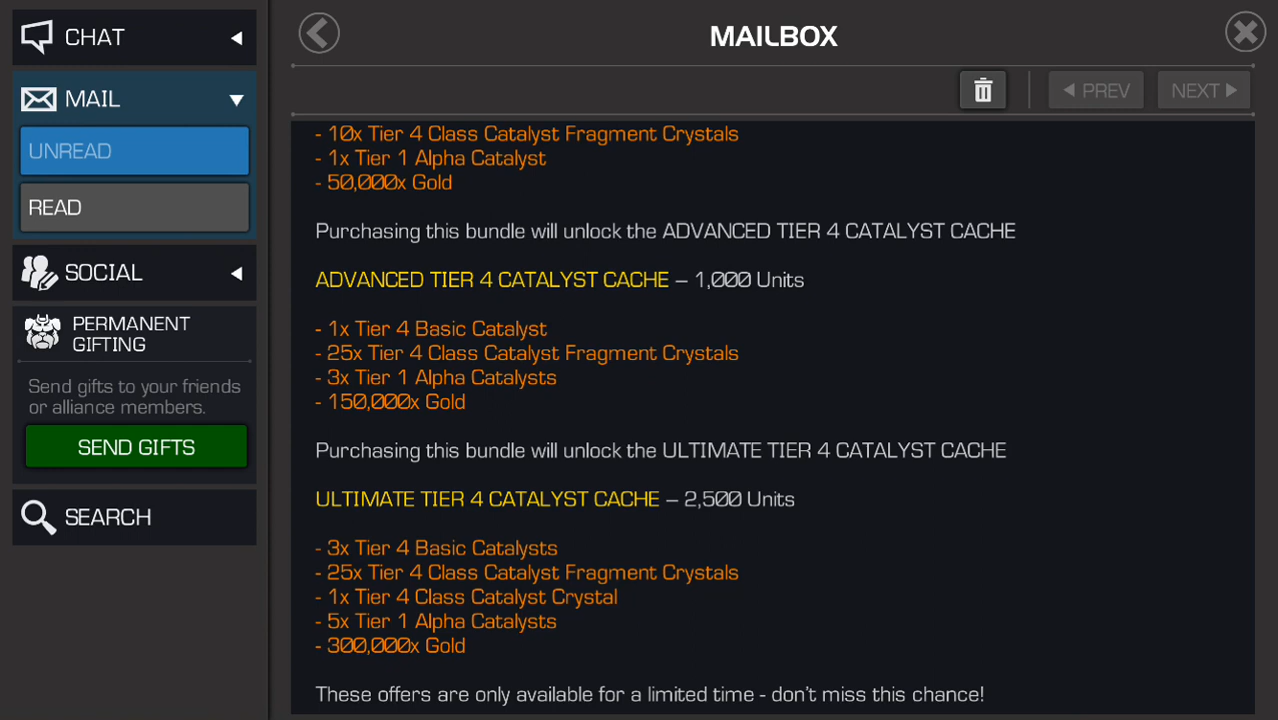 CHAT
MAIL
UNREAD
READ
SOCIAL
PERMANENT
GIFTING
Send gifts to your friends
or alliance members.
SEND GIFTS
SEARCH
MAILBOX
PREV
NEXT
- 10x Tier 4 Class Catalyst Fragment Crystals
- 1x Tier 1 Alpha Catalyst
- 50,000x Gold
Purchasing this bundle will unlock the ADVANCED TIER 4 CATALYST CACHE
ADVANCED TIER 4 CATALYST CACHE – 1,000 Units
- 1x Tier 4 Basic Catalyst
- 25x Tier 4 Class Catalyst Fragment Crystals
- 3x Tier 1 Alpha Catalysts
- 150,000x Gold
Purchasing this bundle will unlock the ULTIMATE TIER 4 CATALYST CACHE
ULTIMATE TIER 4 CATALYST CACHE – 2,500 Units
- 3x Tier 4 Basic Catalysts
- 25x Tier 4 Class Catalyst Fragment Crystals
- 1x Tier 4 Class Catalyst Crystal
- 5x Tier 1 Alpha Catalysts
- 300,000x Gold
These offers are only available for a limited time - don't miss this chance!